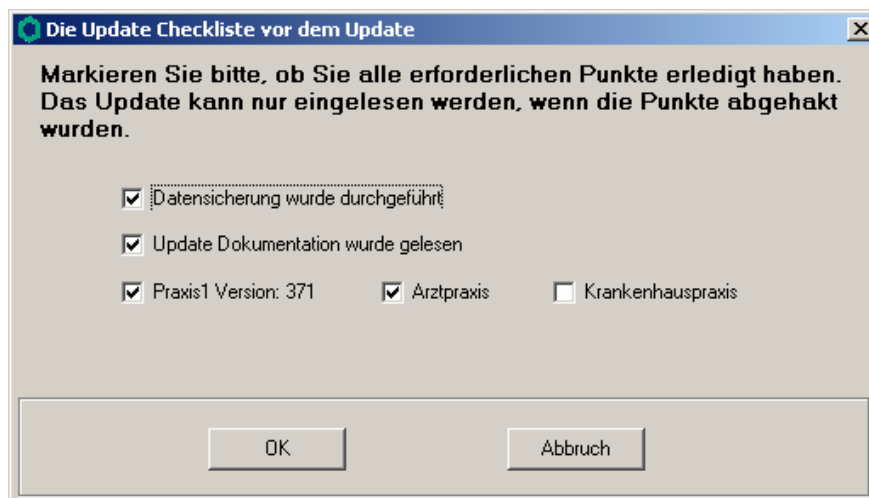 Die Update Checkliste vor dem Update
Markieren Sie bitte, ob Sie alle erforderlichen Punkte erledigt haben.
Das Update kann nur eingelesen werden, wenn die Punkte abgehakt
wurden.
Datensicherung wurde durchgeführt
Update Dokumentation wurde gelesen
Praxis1 Version: 371 Arztpraxis Krankenhauspraxis
OK Abbruch